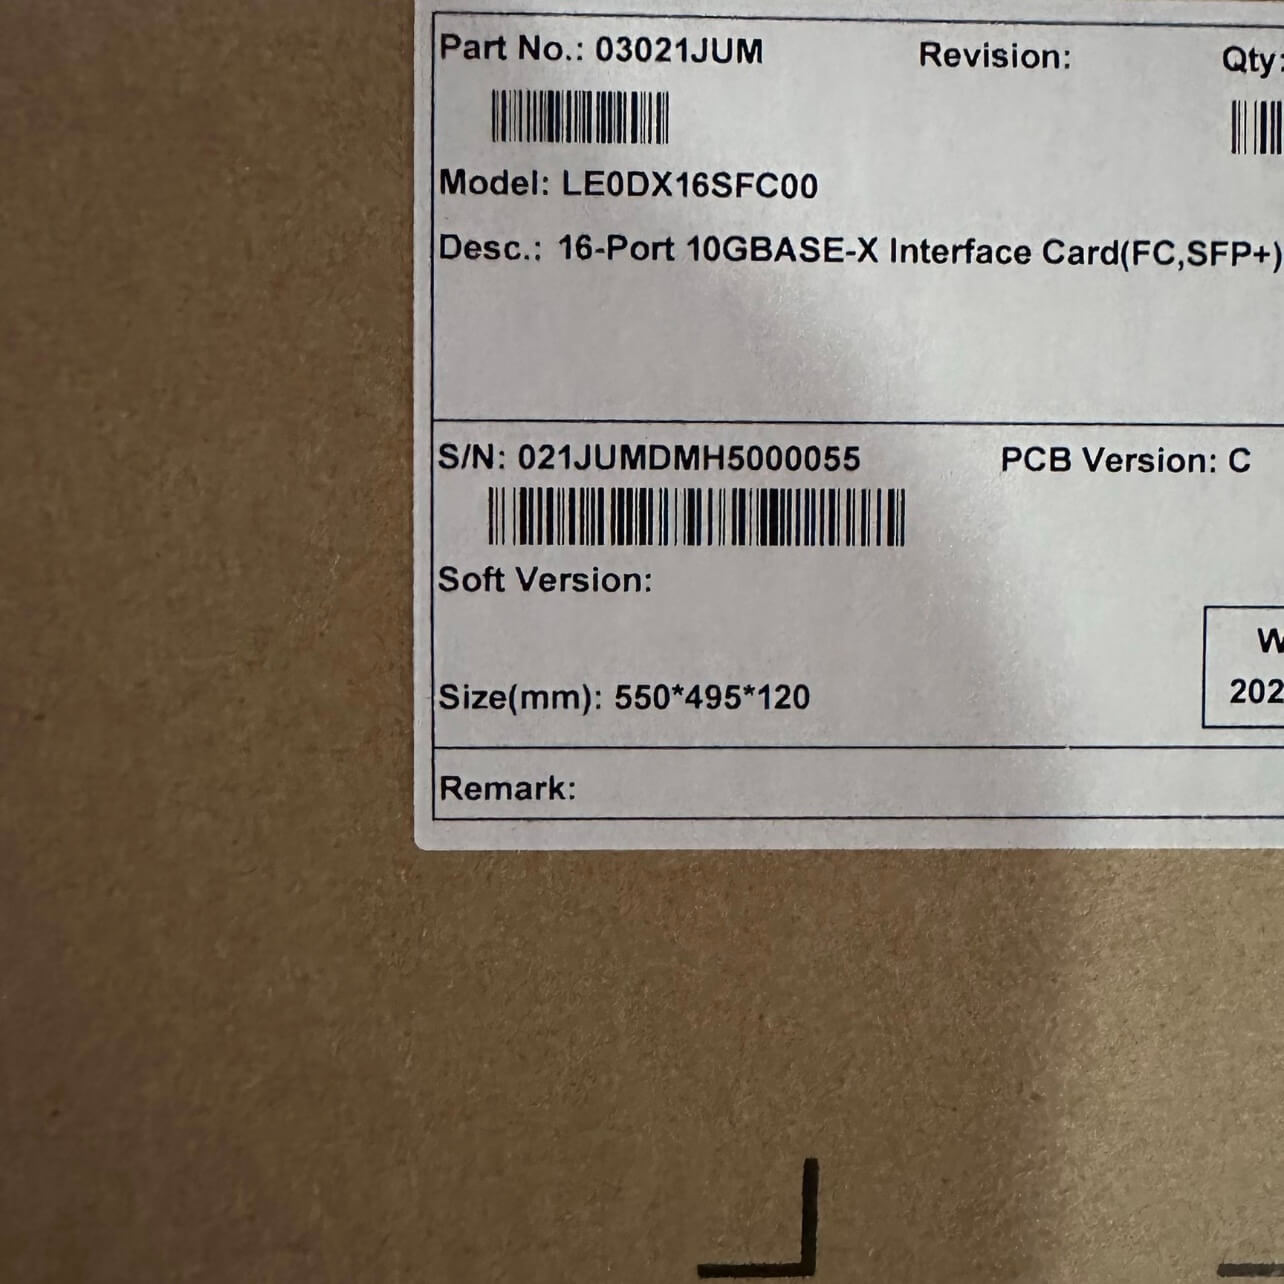 Part No.: 03021JUM Revision: Qty:
Model: LE0DX16SFC00
Desc.: 16-Port 10GBASE-X Interface Card(FC,SFP+)
S/N: 021JUMDMH5000055 PCB Version: C
Soft Version:
W
202
Size(mm): 550*495*120
Remark: